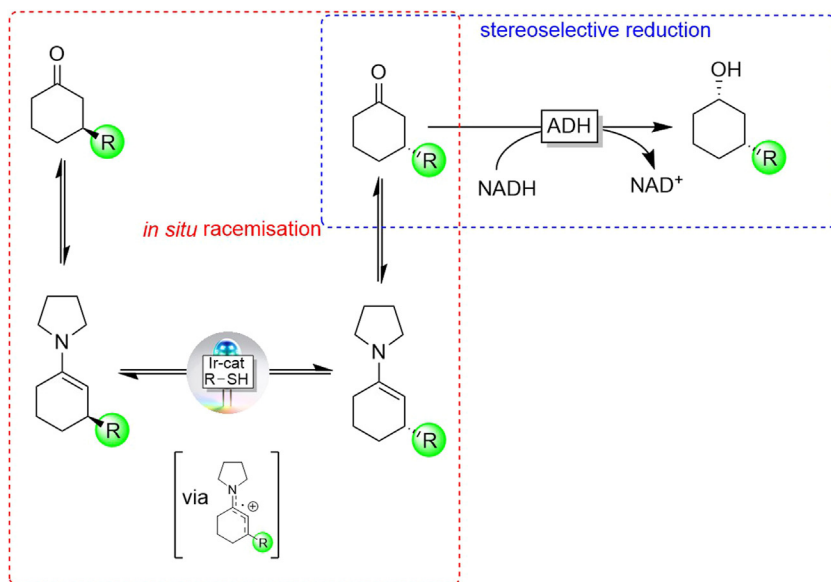 stereoselective reduction
O
R
O
R
ADH
NADH
NAD⁺
OH
R
in situ racemisation
N
R
Ir-cat
R-SH
N
R
via
N
·⊕
R